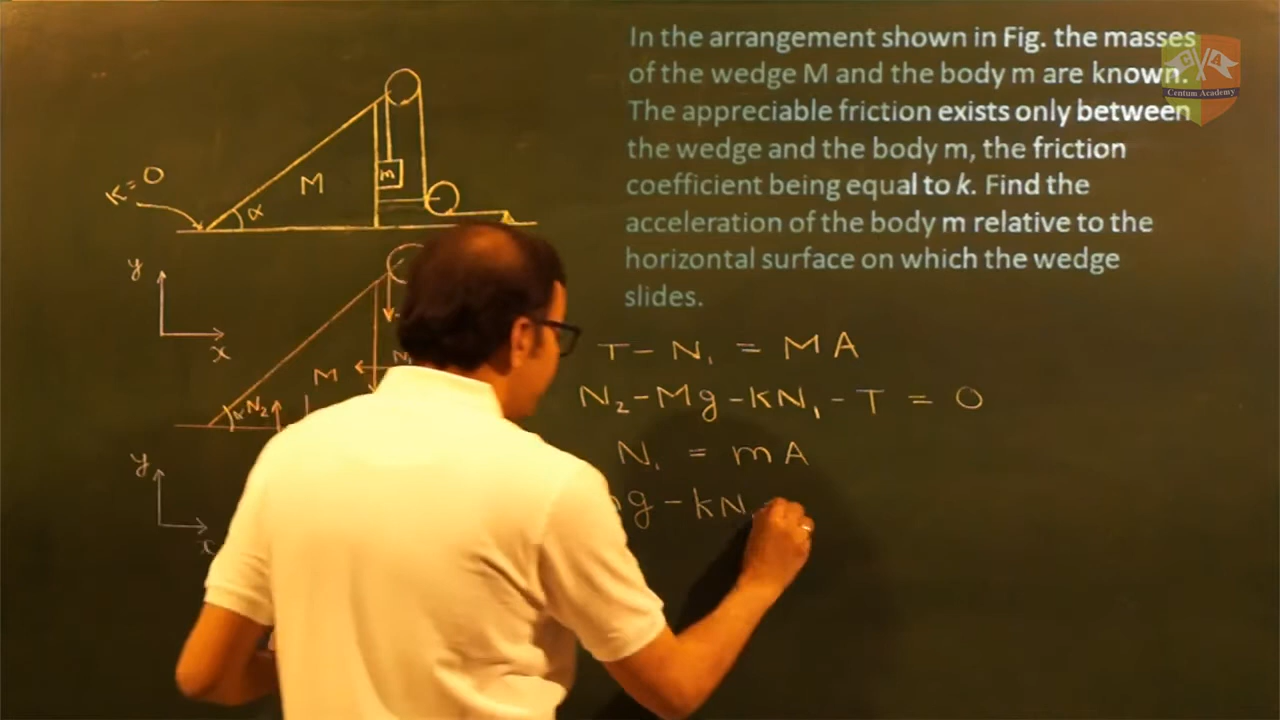 In the arrangement shown in Fig. the masses
of the wedge M and the body m are known.
The appreciable friction exists only between
the wedge and the body m, the friction
coefficient being equal to k. Find the
acceleration of the body m relative to the
horizontal surface on which the wedge
slides.
C A
Centum Academy
K = 0
α
M
m
y
x
M
N₁
α
N₂
y
x
T - N₁ = MA
N₂ - Mg - kN₁ - T = 0
N₁ = mA
g - kN